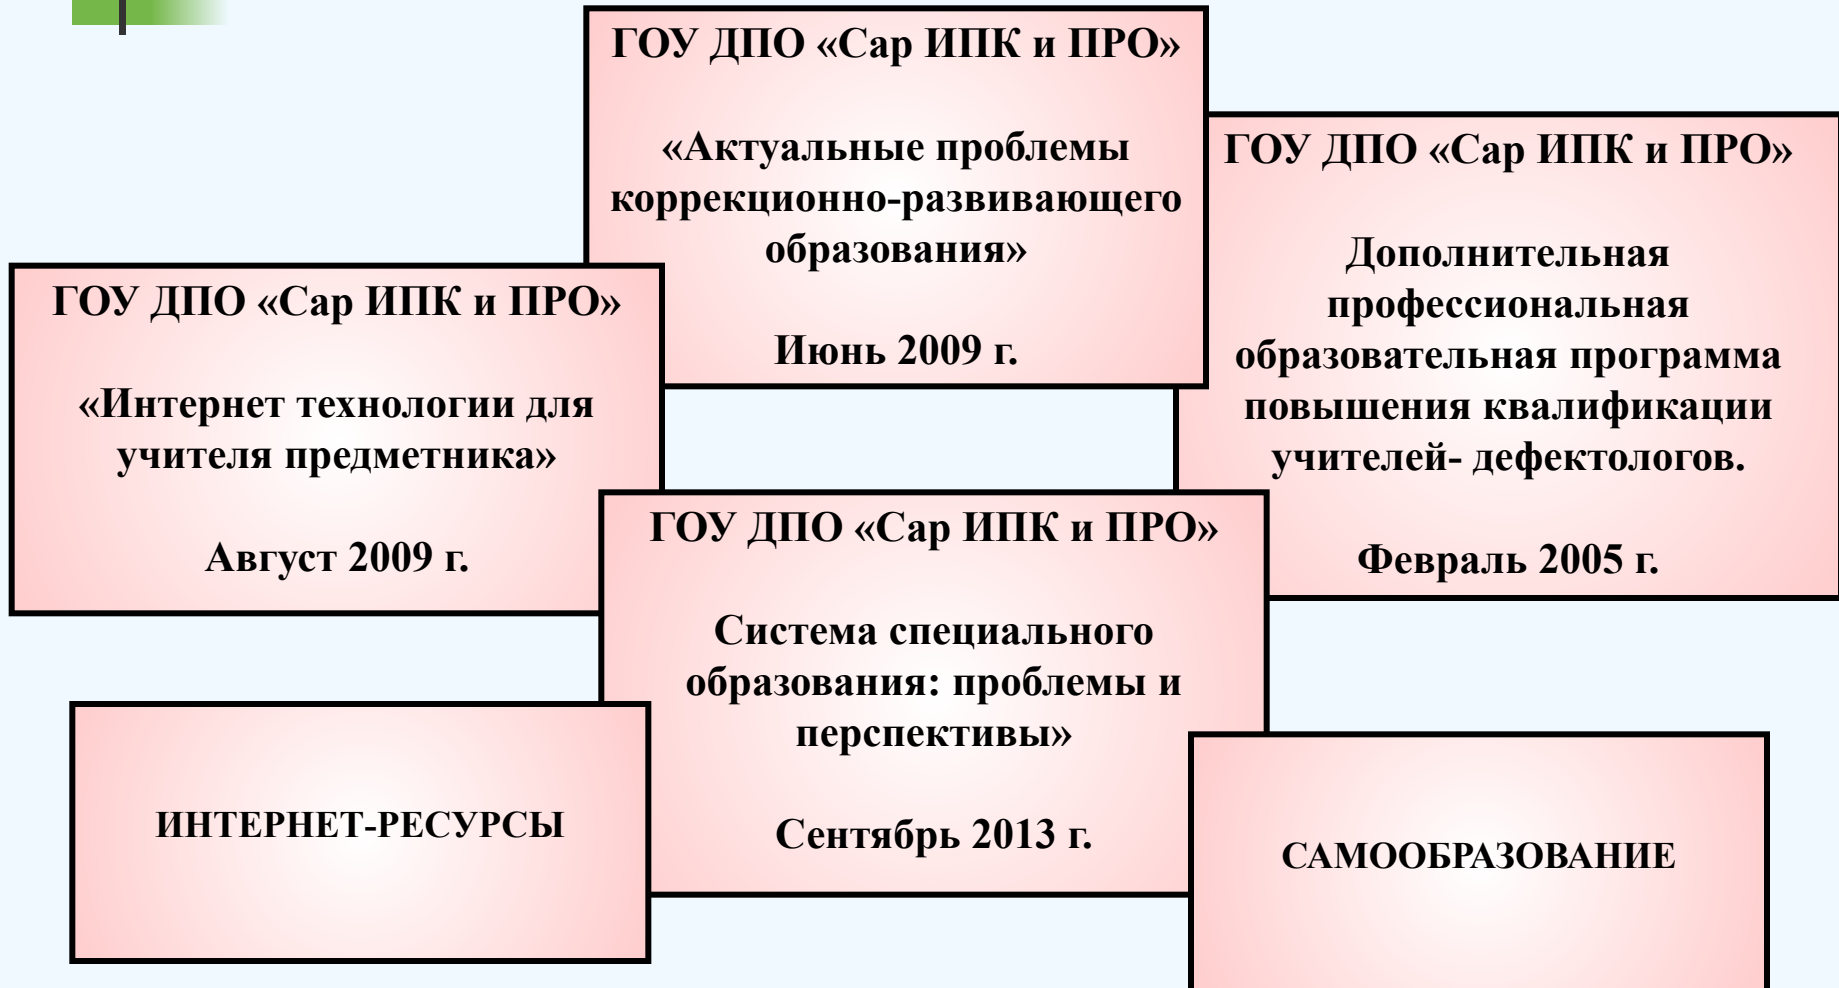 ГОУ ДПО «Сар ИПК и ПРО»
«Актуальные проблемы
коррекционно-развивающего
образования»
Июнь 2009 г.
ГОУ ДПО «Сар ИПК и ПРО»
Дополнительная
профессиональная
образовательная программа
повышения квалификации
учителей- дефектологов.
Февраль 2005 г.
ГОУ ДПО «Сар ИПК и ПРО»
«Интернет технологии для
учителя предметника»
Август 2009 г.
ГОУ ДПО «Сар ИПК и ПРО»
Система специального
образования: проблемы и
перспективы»
Сентябрь 2013 г.
ИНТЕРНЕТ-РЕСУРСЫ
САМООБРАЗОВАНИЕ